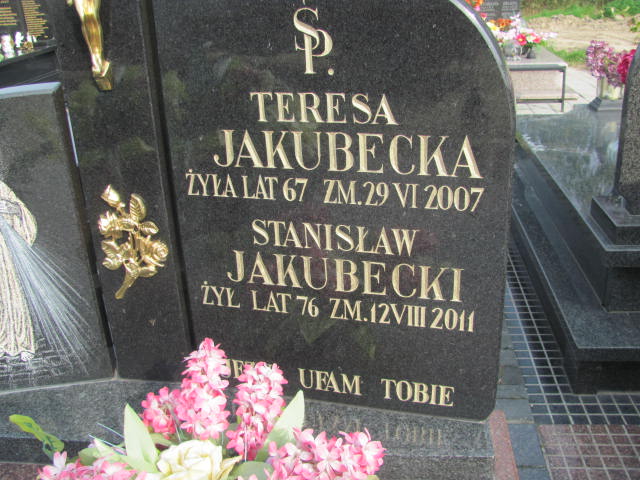 ŚP.
TERESA
JAKUBECKA
ŻYŁA LAT 67 ZM. 29 VI 2007
STANISŁAW
JAKUBECKI
ŻYŁ LAT 76 ZM. 12 VIII 2011
UFAM TOBIE